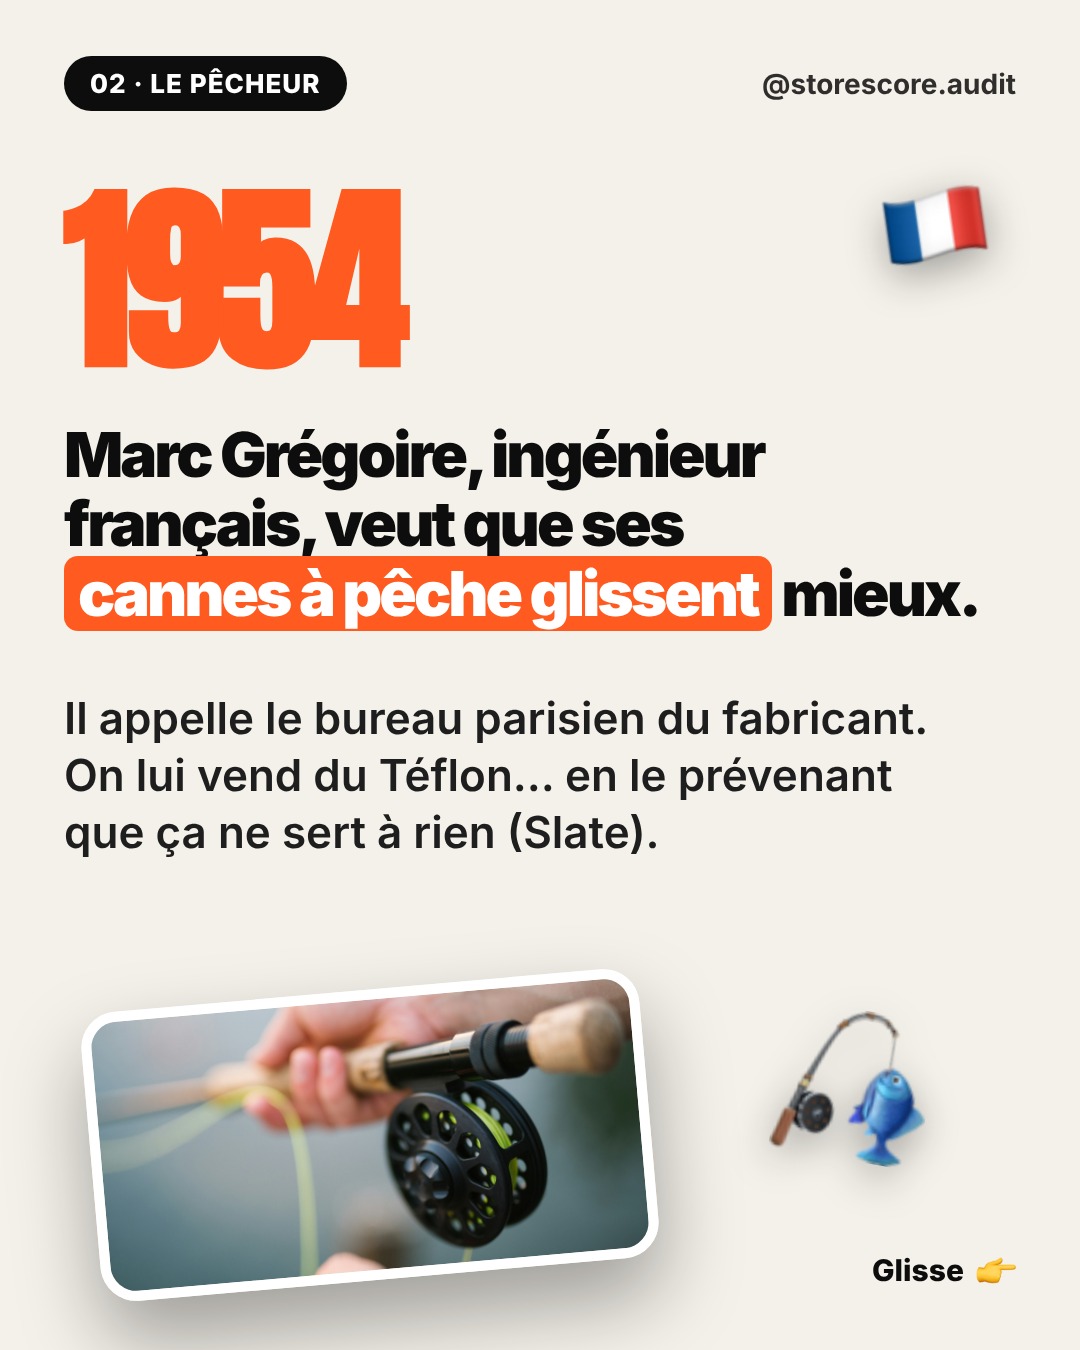 02 · LE PÊCHEUR
@storescore.audit
1954
Marc Grégoire, ingénieur
français, veut que ses
cannes à pêche glissent mieux.
Il appelle le bureau parisien du fabricant.
On lui vend du Téflon… en le prévenant
que ça ne sert à rien (Slate).
Glisse 👉